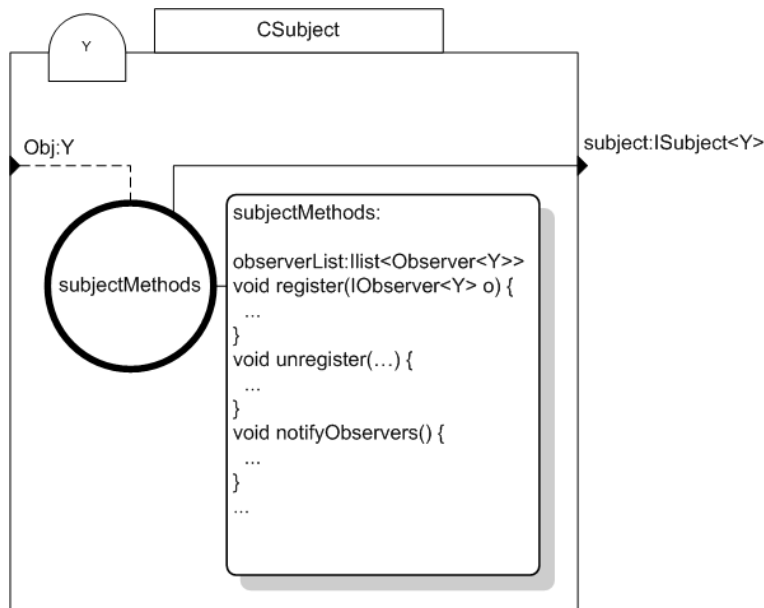 Y
CSubject
Obj:Y
subject:ISubject<Y>
subjectMethods
subjectMethods:
observerList:Ilist<Observer<Y>>
void register(IObserver<Y> o) {
...
}
void unregister(...) {
...
}
void notifyObservers() {
...
}
...